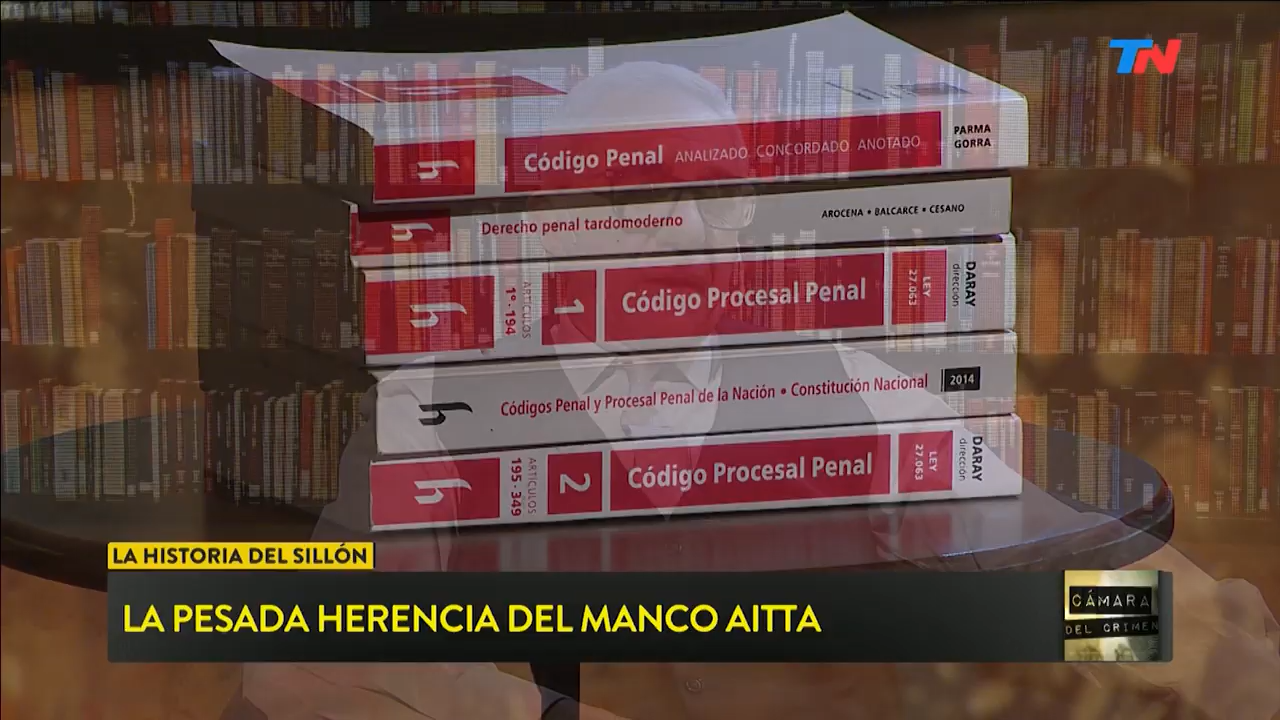 TN
h
Código Penal ANALIZADO CONCORDADO ANOTADO
PARMA
GORRA
h
Derecho penal tardomoderno
AROCENA • BALCARCE • CESANO
h
ARTÍCULOS
1º - 194
1
Código Procesal Penal
LEY
27.063
DARAY
dirección
h
Códigos Penal y Procesal Penal de la Nación • Constitución Nacional
2014
h
ARTÍCULOS
195 - 349
2
Código Procesal Penal
LEY
27.063
DARAY
dirección
LA HISTORIA DEL SILLÓN
LA PESADA HERENCIA DEL MANCO AITTA
CÁMARA
DEL CRIMEN